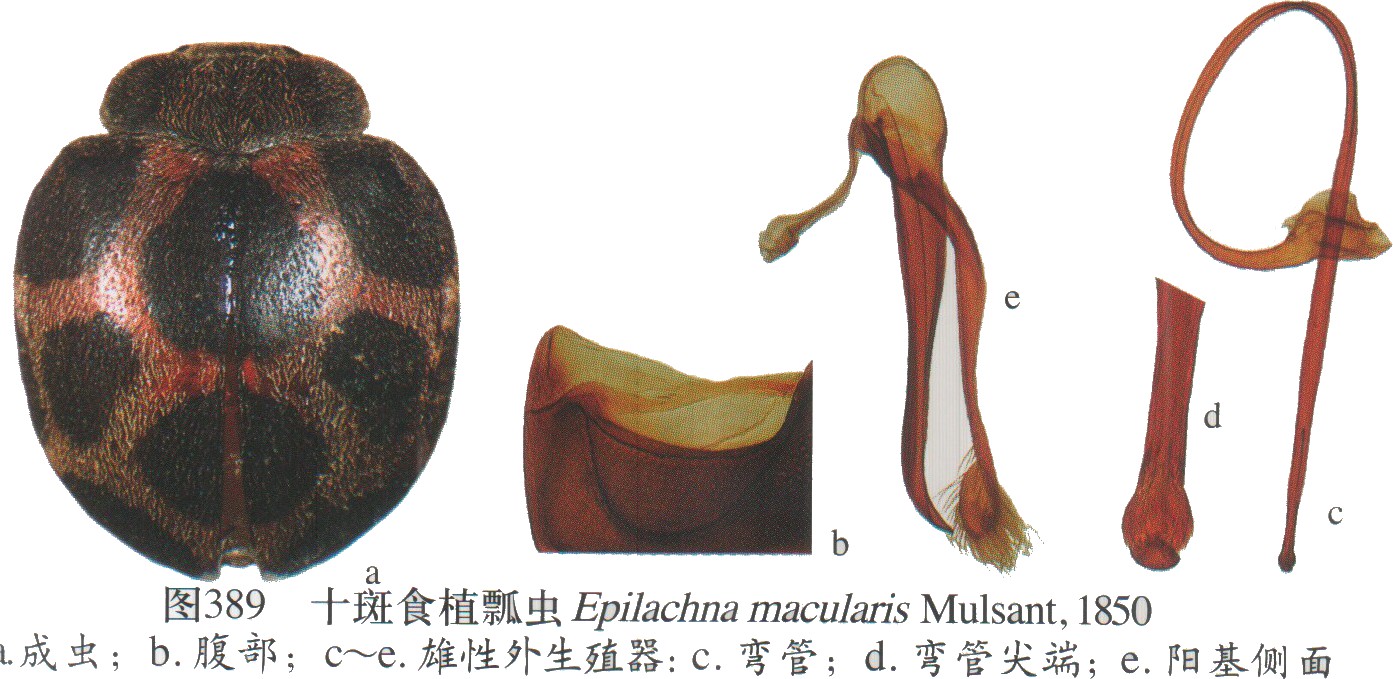 e
d
c
b
a
图389 十斑食植瓢虫 Epilachna macularis Mulsant, 1850
a.成虫；b.腹部；c～e.雄性外生殖器：c.弯管；d.弯管尖端；e.阳基侧面